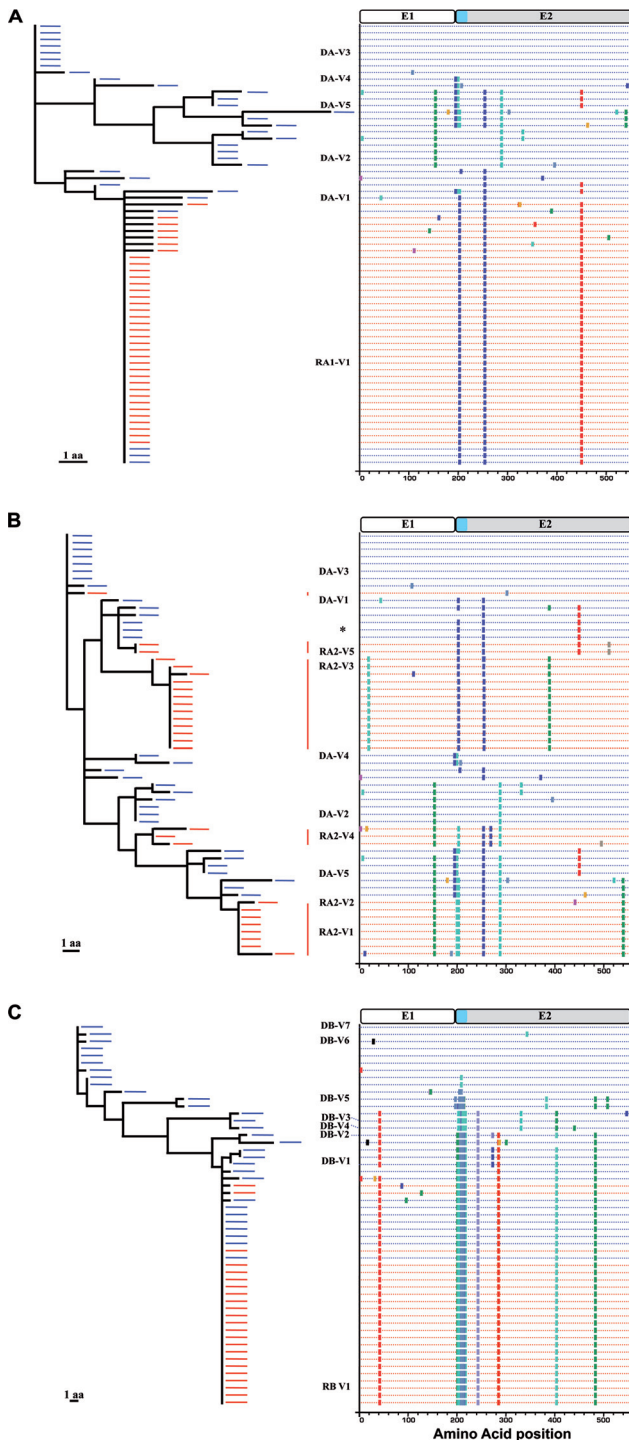 A
E1 E2
DA-V3
DA-V4
DA-V5
DA-V2
DA-V1
RA1-V1
1 aa
0 100 200 300 400 500
B
E1 E2
DA-V3
DA-V1
*
RA2-V5
RA2-V3
DA-V4
DA-V2
RA2-V4
DA-V5
RA2-V2
RA2-V1
1 aa
0 100 200 300 400 500
C
E1 E2
DB-V7
DB-V6
DB-V5
DB-V3
DB-V4
DB-V2
DB-V1
RB V1
1 aa
0 100 200 300 400 500
Amino Acid position